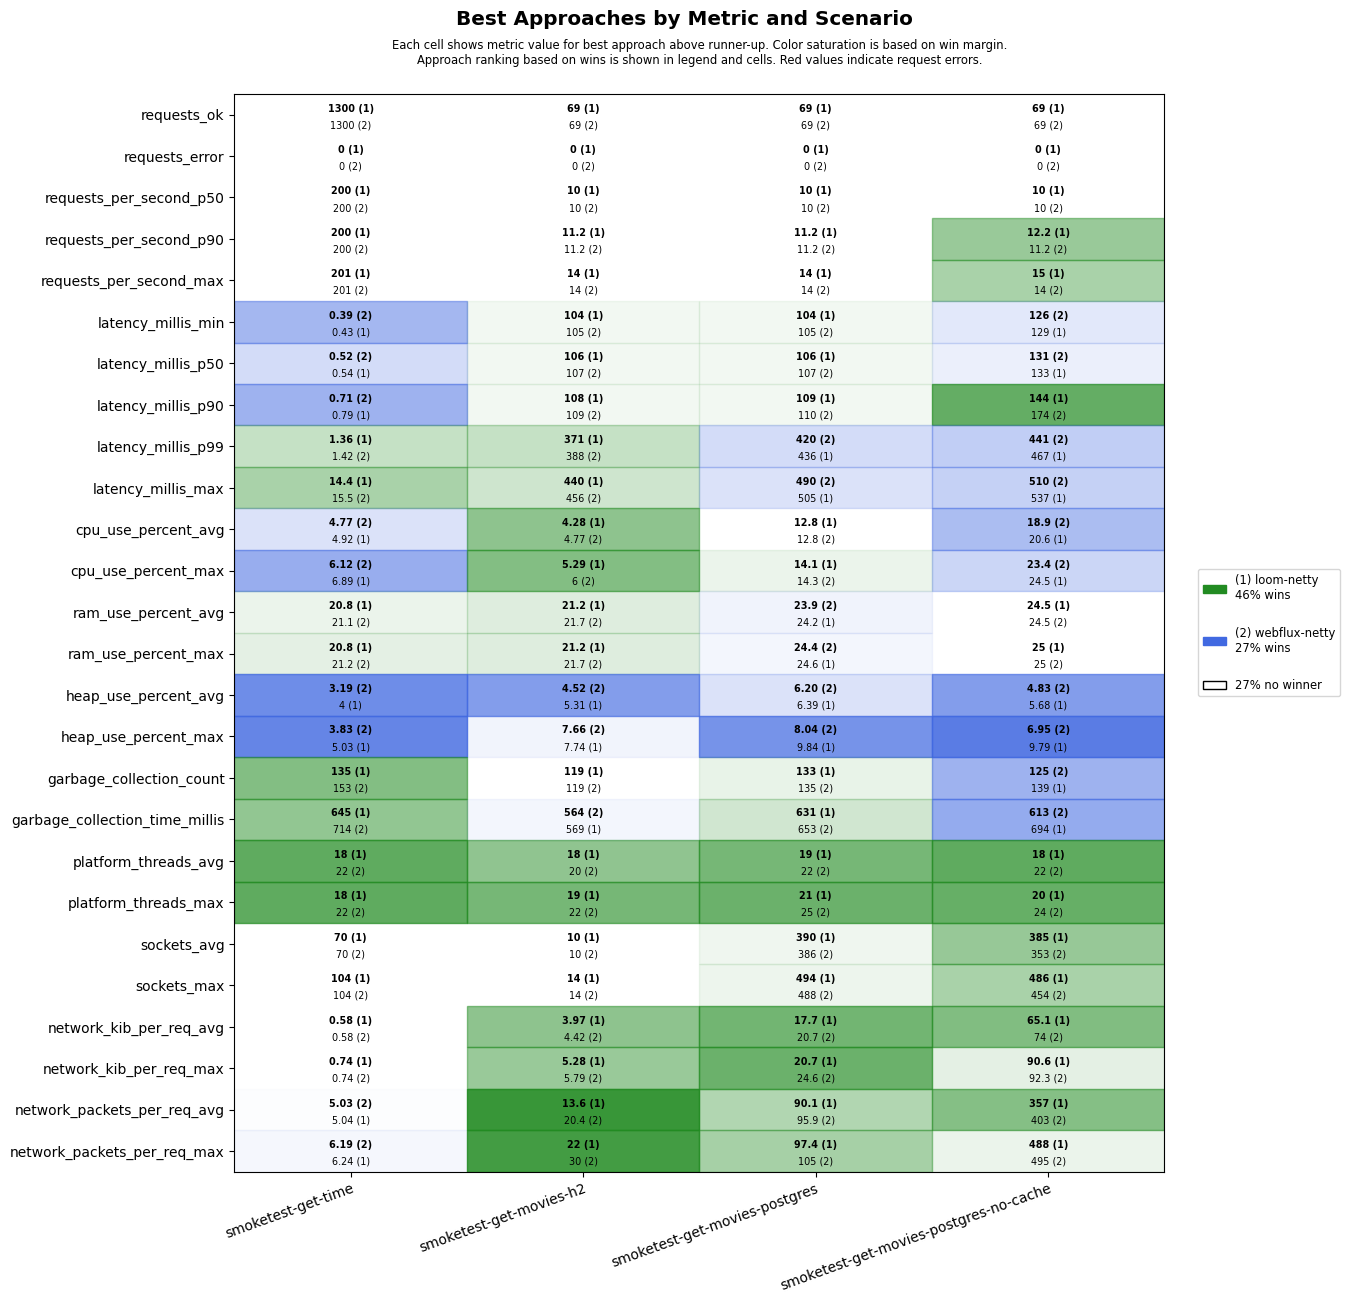 Best Approaches by Metric and Scenario
Each cell shows metric value for best approach above runner-up. Color saturation is based on win margin.
Approach ranking based on wins is shown in legend and cells. Red values indicate request errors.
requests_ok
1300 (1) 69 (1) 69 (1) 69 (1)
1300 (2) 69 (2) 69 (2) 69 (2)
requests_error
0 (1) 0 (1) 0 (1) 0 (1)
0 (2) 0 (2) 0 (2) 0 (2)
requests_per_second_p50
200 (1) 10 (1) 10 (1) 10 (1)
200 (2) 10 (2) 10 (2) 10 (2)
requests_per_second_p90
200 (1) 11.2 (1) 11.2 (1) 12.2 (1)
200 (2) 11.2 (2) 11.2 (2) 11.2 (2)
requests_per_second_max
201 (1) 14 (1) 14 (1) 15 (1)
201 (2) 14 (2) 14 (2) 14 (2)
latency_millis_min
0.39 (2) 104 (1) 104 (1) 126 (2)
0.43 (1) 105 (2) 105 (2) 129 (1)
latency_millis_p50
0.52 (2) 106 (1) 106 (1) 131 (2)
0.54 (1) 107 (2) 107 (2) 133 (1)
latency_millis_p90
0.71 (2) 108 (1) 109 (1) 144 (1)
0.79 (1) 109 (2) 110 (2) 174 (2)
latency_millis_p99
1.36 (1) 371 (1) 420 (2) 441 (2)
1.42 (2) 388 (2) 436 (1) 467 (1)
latency_millis_max
14.4 (1) 440 (1) 490 (2) 510 (2)
15.5 (2) 456 (2) 505 (1) 537 (1)
cpu_use_percent_avg
4.77 (2) 4.28 (1) 12.8 (1) 18.9 (2)
4.92 (1) 4.77 (2) 12.8 (2) 20.6 (1)
cpu_use_percent_max
6.12 (2) 5.29 (1) 14.1 (1) 23.4 (2)
6.89 (1) 6 (2) 14.3 (2) 24.5 (1)
ram_use_percent_avg
20.8 (1) 21.2 (1) 23.9 (2) 24.5 (1)
21.1 (2) 21.7 (2) 24.2 (1) 24.5 (2)
ram_use_percent_max
20.8 (1) 21.2 (1) 24.4 (2) 25 (1)
21.2 (2) 21.7 (2) 24.6 (1) 25 (2)
heap_use_percent_avg
3.19 (2) 4.52 (2) 6.20 (2) 4.83 (2)
4 (1) 5.31 (1) 6.39 (1) 5.68 (1)
heap_use_percent_max
3.83 (2) 7.66 (2) 8.04 (2) 6.95 (2)
5.03 (1) 7.74 (1) 9.84 (1) 9.79 (1)
garbage_collection_count
135 (1) 119 (1) 133 (1) 125 (2)
153 (2) 119 (2) 135 (2) 139 (1)
garbage_collection_time_millis
645 (1) 564 (2) 631 (1) 613 (2)
714 (2) 569 (1) 653 (2) 694 (1)
platform_threads_avg
18 (1) 18 (1) 19 (1) 18 (1)
22 (2) 20 (2) 22 (2) 22 (2)
platform_threads_max
18 (1) 19 (1) 21 (1) 20 (1)
22 (2) 22 (2) 25 (2) 24 (2)
sockets_avg
70 (1) 10 (1) 390 (1) 385 (1)
70 (2) 10 (2) 386 (2) 353 (2)
sockets_max
104 (1) 14 (1) 494 (1) 486 (1)
104 (2) 14 (2) 488 (2) 454 (2)
network_kib_per_req_avg
0.58 (1) 3.97 (1) 17.7 (1) 65.1 (1)
0.58 (2) 4.42 (2) 20.7 (2) 74 (2)
network_kib_per_req_max
0.74 (1) 5.28 (1) 20.7 (1) 90.6 (1)
0.74 (2) 5.79 (2) 24.6 (2) 92.3 (2)
network_packets_per_req_avg
5.03 (2) 13.6 (1) 90.1 (1) 357 (1)
5.04 (1) 20.4 (2) 95.9 (2) 403 (2)
network_packets_per_req_max
6.19 (2) 22 (1) 97.4 (1) 488 (1)
6.24 (1) 30 (2) 105 (2) 495 (2)
smoketest-get-time
smoketest-get-movies-h2
smoketest-get-movies-postgres
smoketest-get-movies-postgres-no-cache
(1) loom-netty
46% wins
(2) webflux-netty
27% wins
27% no winner